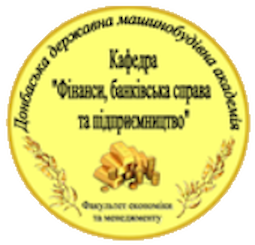 Донбаська державна машинобудівна академія
Кафедра
"Фінанси, банківська справа
та підприємництво"
Факультет економіки
та менеджменту